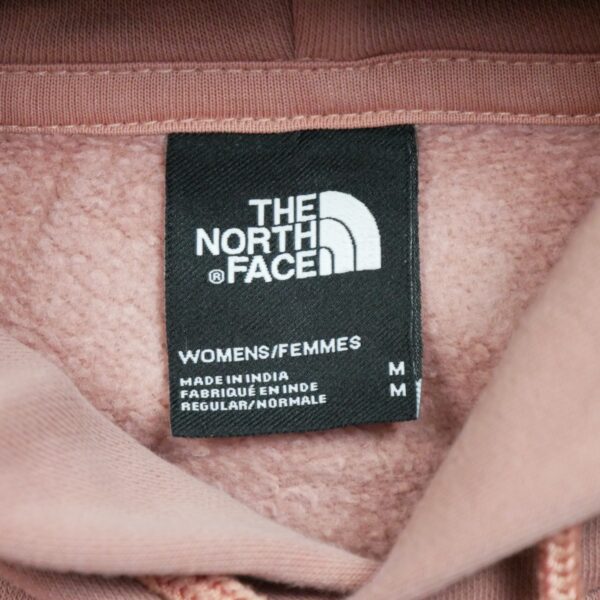 THE
NORTH
® FACE
WOMENS/FEMMES
MADE IN INDIA M
FABRIQUÉ EN INDE M
REGULAR/NORMALE